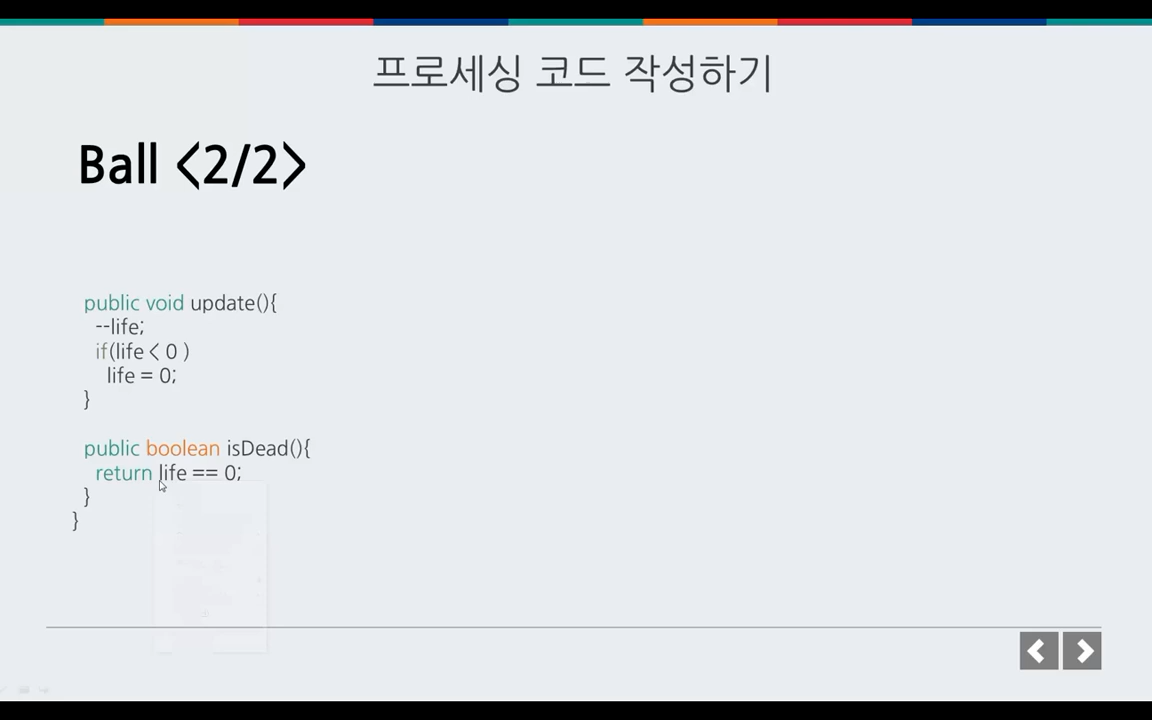 프로세싱 코드 작성하기
Ball <2/2>
public void update(){
--life;
if(life < 0 )
life = 0;
}
public boolean isDead(){
return life == 0;
}
}